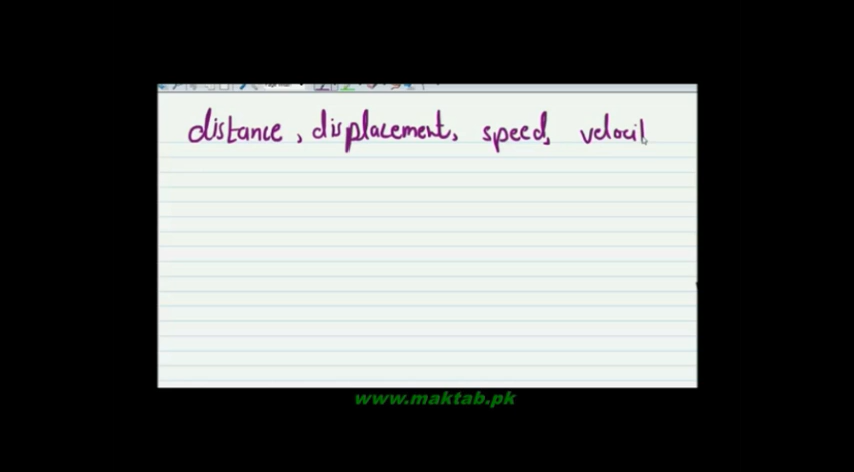 distance, displacement, speed, velocit
www.maktab.pk